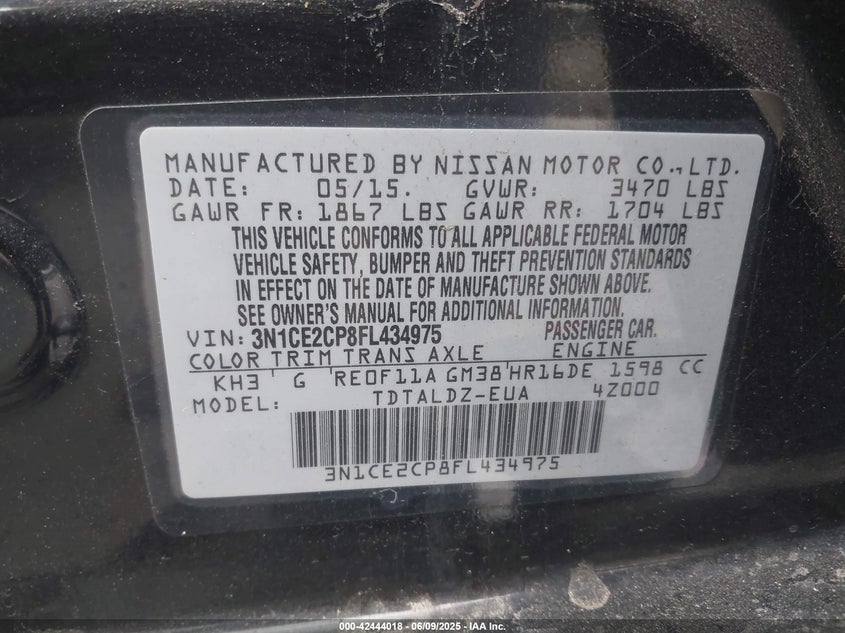 MANUFACTURED BY NISSAN MOTOR CO.,LTD.
DATE: 05/15. GVWR: 3470 LBS
GAWR FR: 1867 LBS GAWR RR: 1704 LBS
THIS VEHICLE CONFORMS TO ALL APPLICABLE FEDERAL MOTOR
VEHICLE SAFETY, BUMPER AND THEFT PREVENTION STANDARDS
IN EFFECT ON THE DATE OF MANUFACTURE SHOWN ABOVE.
SEE OWNER'S MANUAL FOR ADDITIONAL INFORMATION.
VIN: 3N1CE2CP8FL434975 PASSENGER CAR.
COLOR TRIM TRANS AXLE ENGINE
KH3 G RE0F11A GM38 HR16DE 1598 CC
MODEL: TDTALDZ-EUA 4Z000
3N1CE2CP8FL434975
000-42444018 - 06/09/2025 - IAA Inc.